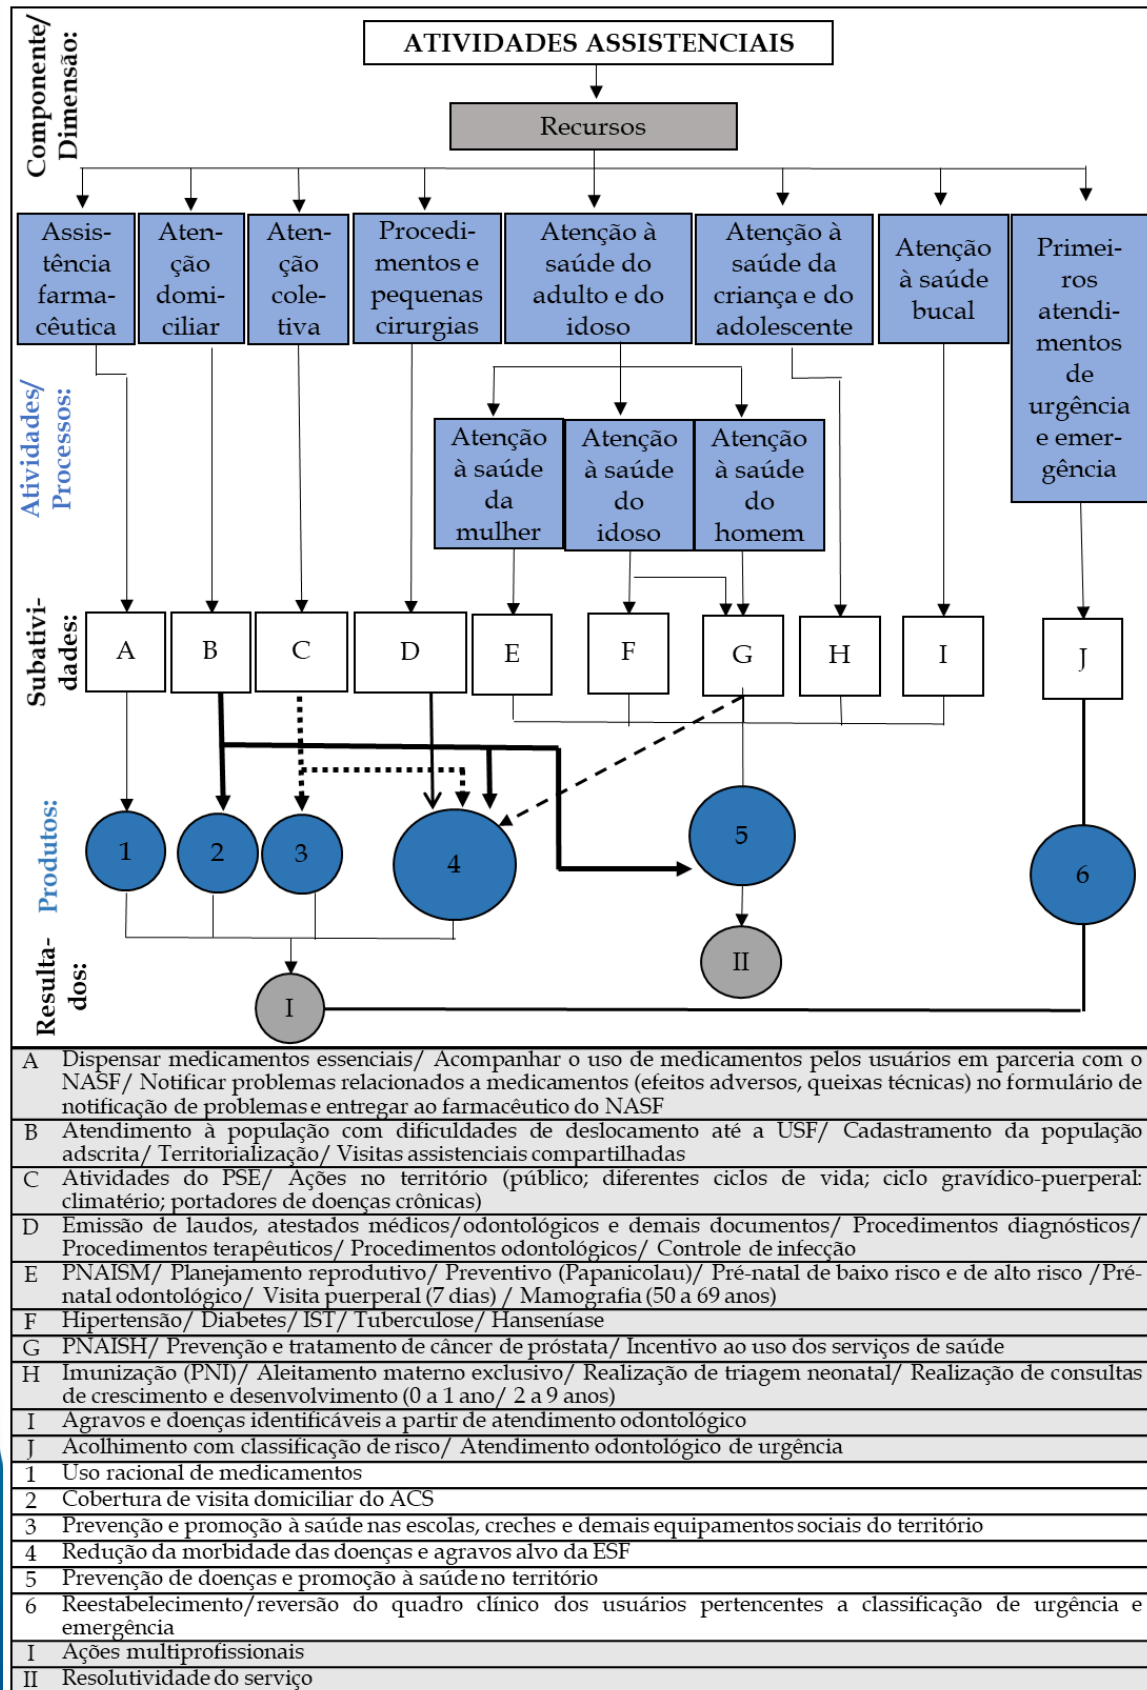 Componente/
Dimensão:
ATIVIDADES ASSISTENCIAIS
Recursos
Assis-
tência
farma-
cêutica
Aten-
ção
domi-
ciliar
Aten-
ção
cole-
tiva
Procedi-
mentos e
pequenas
cirurgias
Atenção à
saúde do
adulto e do
idoso
Atenção à
saúde da
criança e do
adolescente
Atenção
à saúde
bucal
Primei-
ros
atendi-
mentos
de
urgência
e emer-
gência
Atividades/
Processos:
Atenção
à saúde
da
mulher
Atenção
à saúde
do
idoso
Atenção
à saúde
do
homem
Subativi-
dades:
A
B
C
D
E
F
G
H
I
J
Produtos:
1
2
3
4
5
6
Resulta-
dos:
I
II
A Dispensar medicamentos essenciais/ Acompanhar o uso de medicamentos pelos usuários em parceria com o
NASF/ Notificar problemas relacionados a medicamentos (efeitos adversos, queixas técnicas) no formulário de
notificação de problemas e entregar ao farmacêutico do NASF
B Atendimento à população com dificuldades de deslocamento até a USF/ Cadastramento da população
adscrita/ Territorialização/ Visitas assistenciais compartilhadas
C Atividades do PSE/ Ações no território (público; diferentes ciclos de vida; ciclo gravídico-puerperal:
climatério; portadores de doenças crônicas)
D Emissão de laudos, atestados médicos/odontológicos e demais documentos/ Procedimentos diagnósticos/
Procedimentos terapêuticos/ Procedimentos odontológicos/ Controle de infecção
E PNAISM/ Planejamento reprodutivo/ Preventivo (Papanicolau)/ Pré-natal de baixo risco e de alto risco /Pré-
natal odontológico/ Visita puerperal (7 dias) / Mamografia (50 a 69 anos)
F Hipertensão/ Diabetes/ IST/ Tuberculose/ Hanseníase
G PNAISH/ Prevenção e tratamento de câncer de próstata/ Incentivo ao uso dos serviços de saúde
H Imunização (PNI)/ Aleitamento materno exclusivo/ Realização de triagem neonatal/ Realização de consultas
de crescimento e desenvolvimento (0 a 1 ano/ 2 a 9 anos)
I Agravos e doenças identificáveis a partir de atendimento odontológico
J Acolhimento com classificação de risco/ Atendimento odontológico de urgência
1 Uso racional de medicamentos
2 Cobertura de visita domiciliar do ACS
3 Prevenção e promoção à saúde nas escolas, creches e demais equipamentos sociais do território
4 Redução da morbidade das doenças e agravos alvo da ESF
5 Prevenção de doenças e promoção à saúde no território
6 Reestabelecimento/reversão do quadro clínico dos usuários pertencentes a classificação de urgência e
emergência
I Ações multiprofissionais
II Resolutividade do serviço